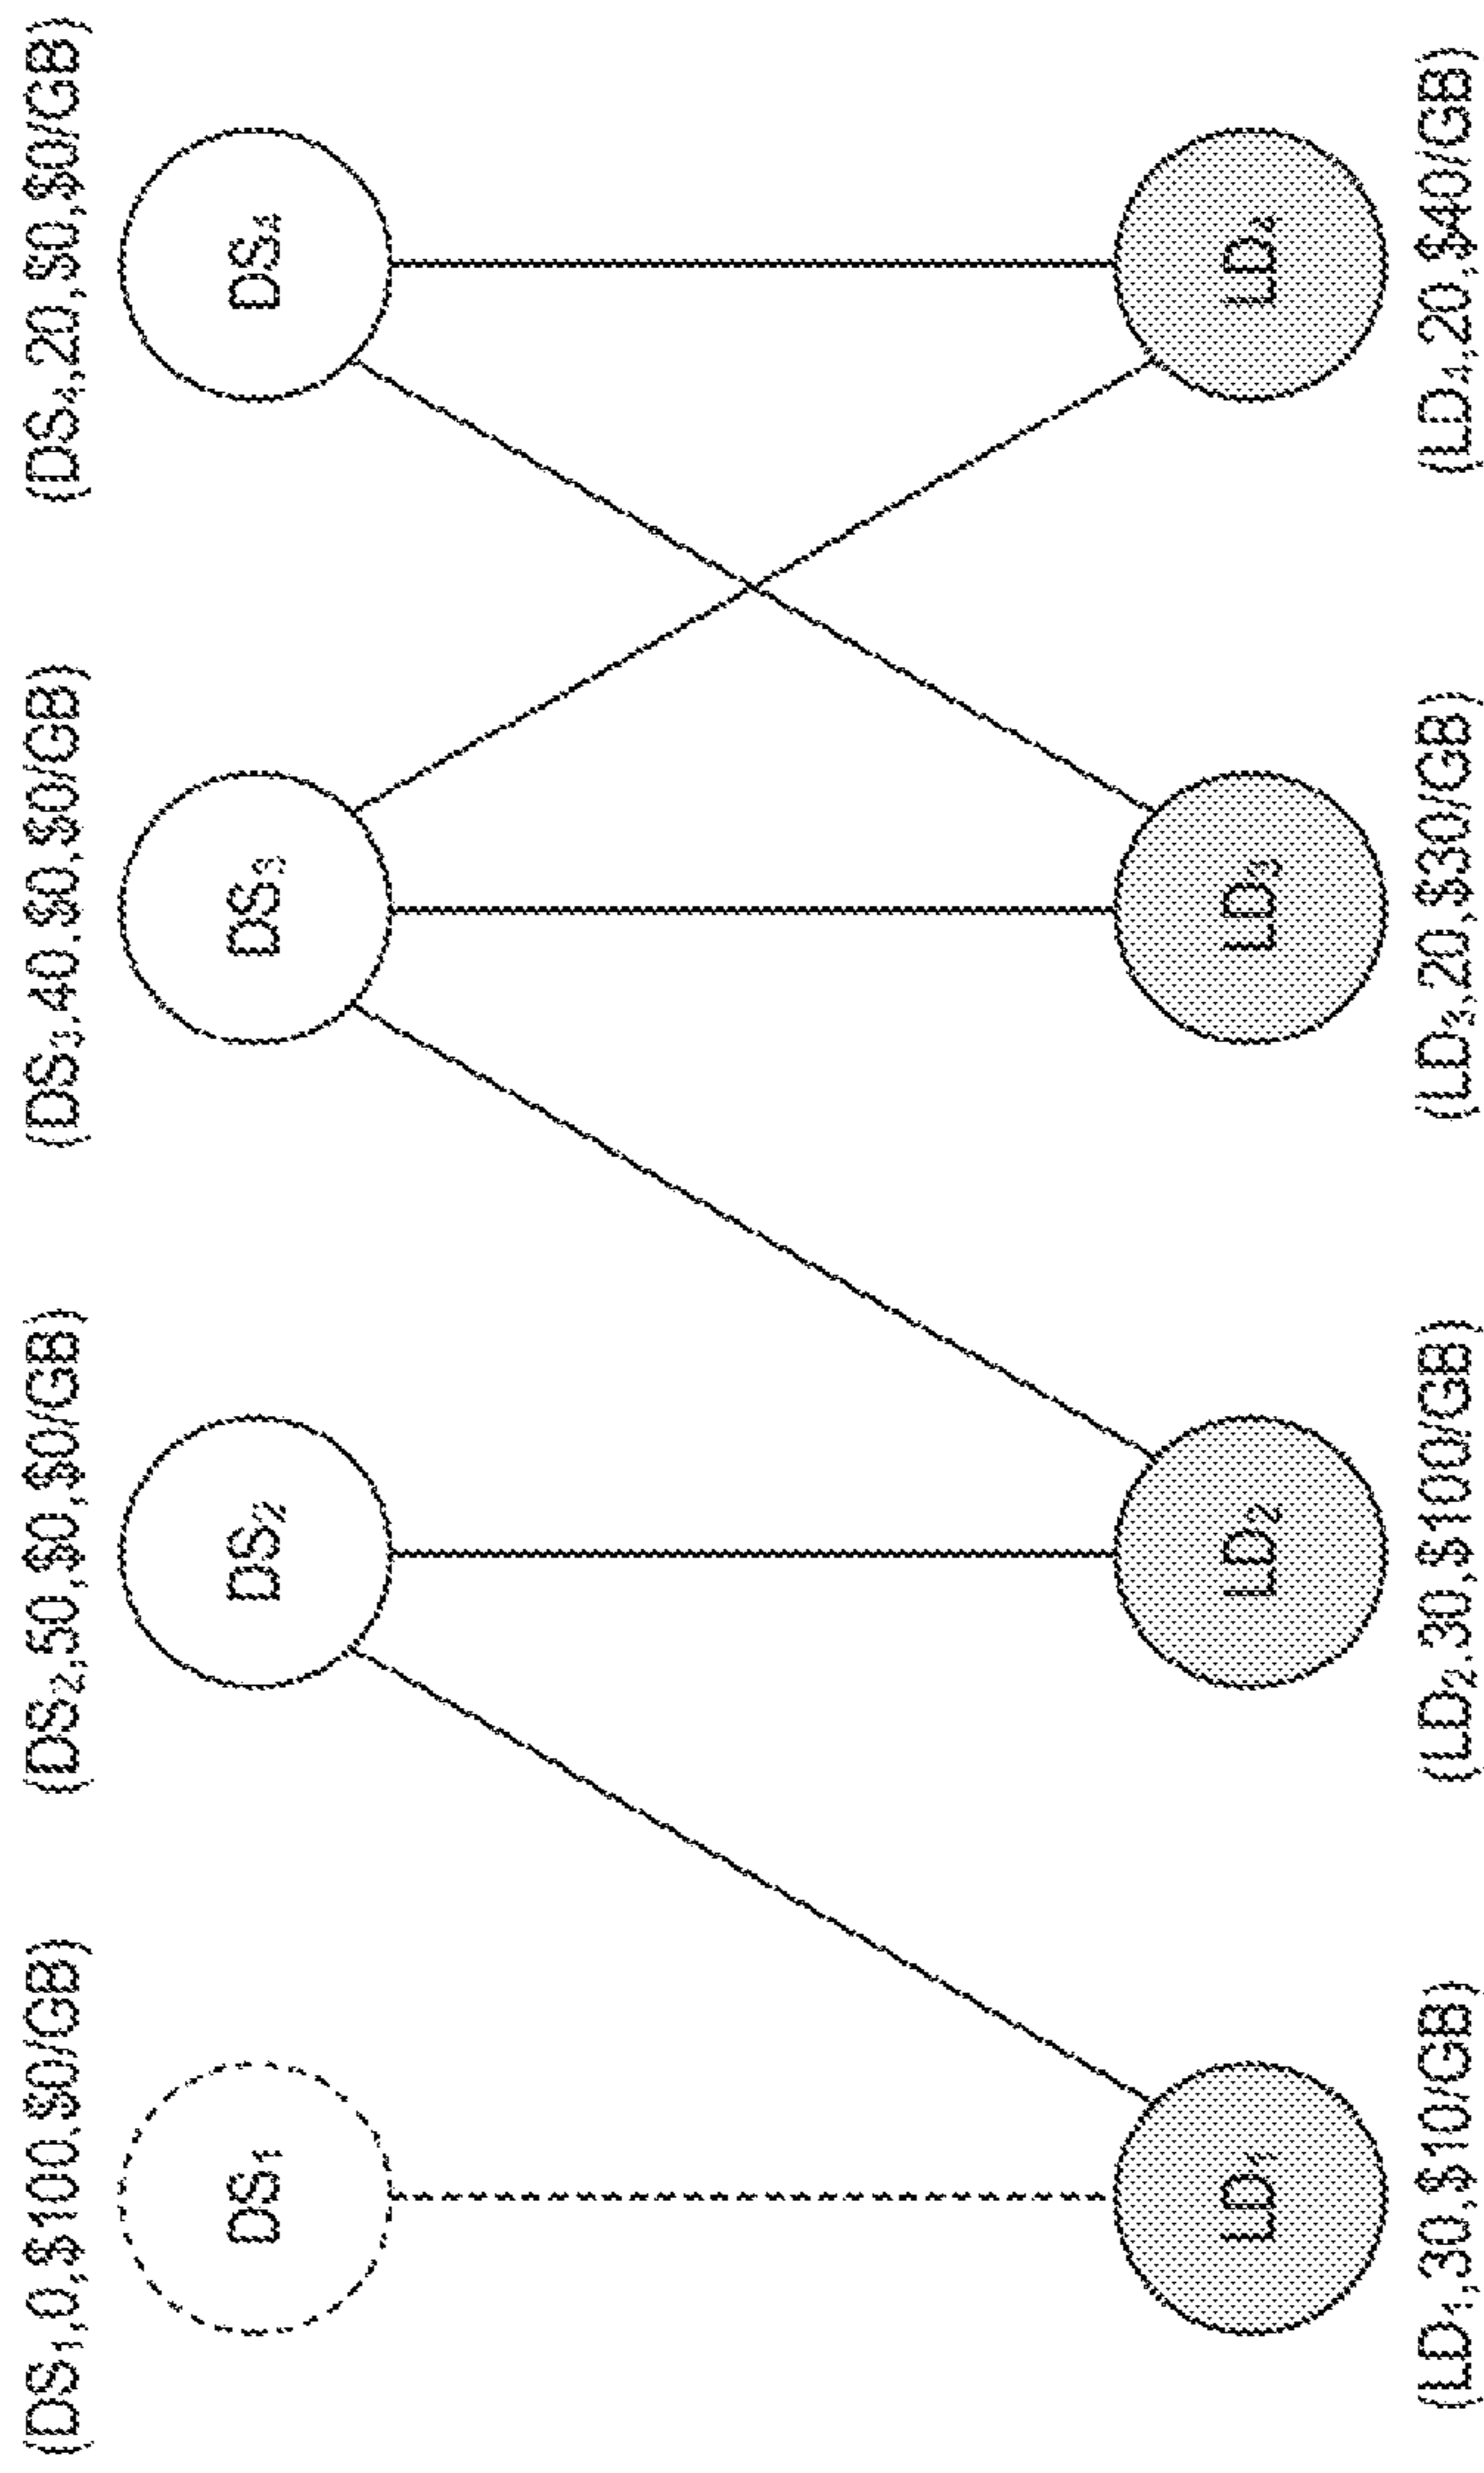 (DS₁,0,$100,$0/GB)
(DS₂,50,$0,$0/GB)
(DS₃,40,$0,$0/GB)
(DS₄,20,$0,$0/GB)
DS₁
DS₂
DS₃
DS₄
LD₁
LD₂
LD₃
LD₄
(LD₁,30,$10/GB)
(LD₂,30,$100/GB)
(LD₃,20,$30/GB)
(LD₄,20,$40/GB)